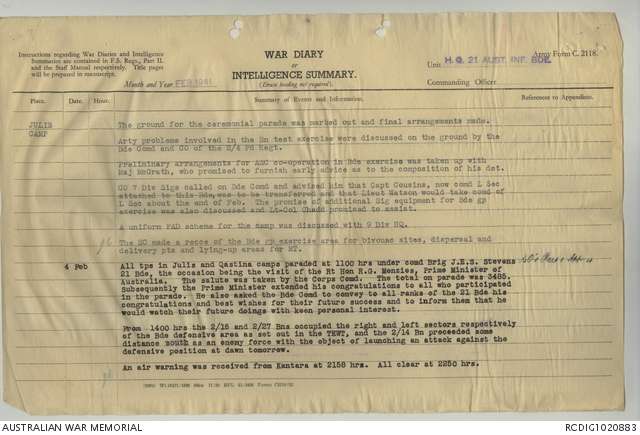 Instructions regarding War Diaries and Intelligence
Summaries are contained in F.S. Regs., Part II.
and the Staff Manual respectively. Title pages
will be prepared in manuscript.
Month and Year FEB 1941
WAR DIARY
or
INTELLIGENCE SUMMARY.
(Erase heading not required).
Army Form C. 2118.
Unit H.Q. 21 AUST. INF. BDE.
Commanding Officer
Place. Date. Hour. Summary of Events and Information. References to Appendices.
JULIS
CAMP
The ground for the ceremonial parade was marked out and final arrangements made.
Arty problems involved in the Bn test exercise were discussed on the ground by the
Bde Comd and CO of the 2/4 Fd Regt.
Preliminary arrangements for ASC co-operation in Bde exercise was taken up with
Maj McGrath, who promised to furnish early advice as to the composition of his det.
CO 7 Div Sigs called on Bde Comd and advised him that Capt Cousins, now comd L Sec
attached to this Bde, was to be transferred and that Lieut Watson would take comd of
L Sec about the end of Feb. The promise of additional Sig equipment for Bde gp
exercise was also discussed and Lt-Col Chadd promised to assist.
A uniform PAD scheme for the camp was discussed with 9 Div HQ.
The SC made a recce of the Bde gp exercise area for bivouac sites, dispersal and
delivery pts and lying-up areas for MT.
4 Feb All tps in Julis and Qastina camps paraded at 1100 hrs under comd Brig J.E.S. Stevens
21 Bde, the occasion being the visit of the Rt Hon R.G. Menzies, Prime Minister of
Australia. The salute was taken by the Corps Comd. The total on parade was 3485.
Subsequently the Prime Minister extended his congratulations to all who participated
in the parade. He also asked the Bde Comd to convey to all ranks of the 21 Bde his
congratulations and best wishes for their future success and to inform them that he
would watch their future doings with keen personal interest.
From 1400 hrs the 2/16 and 2/27 Bns occupied the right and left sectors respectively
of the Bde defensive area as set out in the TEWT, and the 2/14 Bn proceeded some
distance SOUTH as an enemy force with the object of launching an attack against the
defensive position at dawn tomorrow.
An air warning was received from Kantara at 2158 hrs. All clear at 2250 hrs.
AUSTRALIAN WAR MEMORIAL
RCDIG1020883